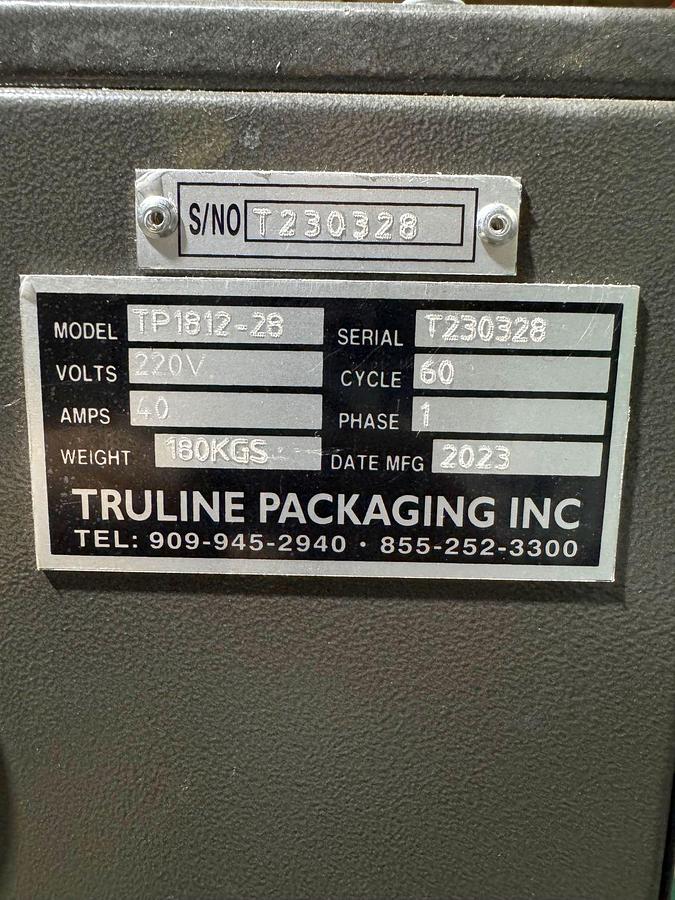 S/NO T230328
MODEL TP1812-28 SERIAL T230328
VOLTS 220V CYCLE 60
AMPS 40 PHASE 1
WEIGHT 180KGS DATE MFG 2023
TRULINE PACKAGING INC
TEL: 909-945-2940 · 855-252-3300